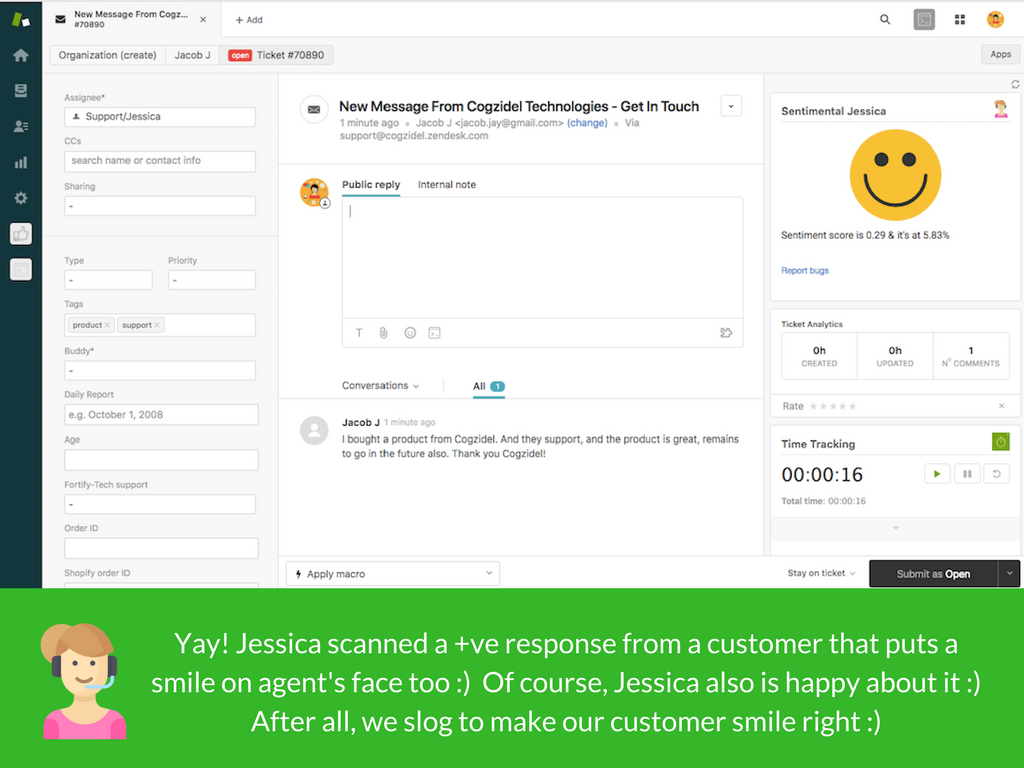 New Message From Cogz...
#70890
+ Add
Organization (create)
Jacob J
open Ticket #70890
Apps
Assignee*
Support/Jessica
CCs
search name or contact info
Sharing
-
Type
-
Priority
-
Tags
product × support ×
Buddy*
-
Daily Report
e.g. October 1, 2008
Age
Fortify-Tech support
-
Order ID
Shopify order ID
New Message From Cogzidel Technologies - Get In Touch
1 minute ago • Jacob J <jacob.jay@gmail.com> (change) • Via
support@cogzidel.zendesk.com
Public reply Internal note
T
Conversations
All 1
Jacob J 1 minute ago
I bought a product from Cogzidel. And they support, and the product is great, remains
to go in the future also. Thank you Cogzidel!
Apply macro
Stay on ticket
Submit as Open
Sentimental Jessica
Sentiment score is 0.29 & it's at 5.83%
Report bugs
Ticket Analytics
0h 0h 1
CREATED UPDATED N° COMMENTS
Rate
Time Tracking
00:00:16
Total time: 00:00:16
Yay! Jessica scanned a +ve response from a customer that puts a
smile on agent's face too :) Of course, Jessica also is happy about it :)
After all, we slog to make our customer smile right :)